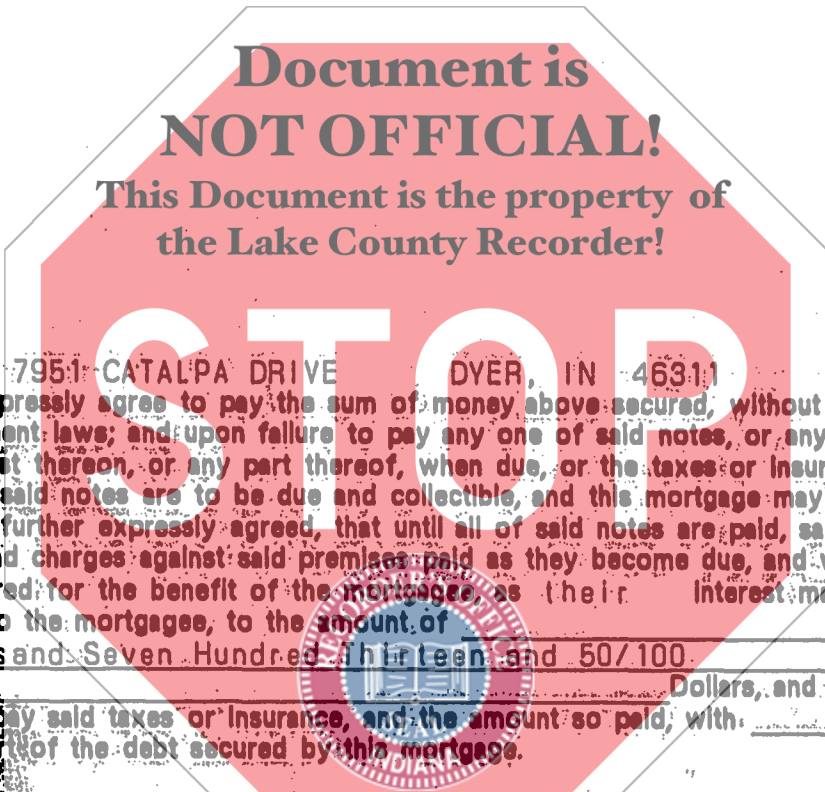 Document is
NOT OFFICIAL!
This Document is the property of
the Lake County Recorder!
STOP
7951 CATALPA DRIVE DYER, IN 46311
pressly agree to pay the sum of money above secured, without
ent laws; and upon failure to pay any one of said notes, or any
t thereon, or any part thereof, when due, or the taxes or insur
said notes are to be due and collectible, and this mortgage may
further expressly agreed, that until all of said notes are paid, sa
d charges against said premises paid as they become due, and
ed for the benefit of the mortgagee, as their interest m
o the mortgagee, to the amount of
s and Seven Hundred Thirteen and 50/100
Dollars, and
ay said taxes or insurance, and the amount so paid, with
of the debt secured by this mortgage.
RECORDER'S OFFICE
INDIANA